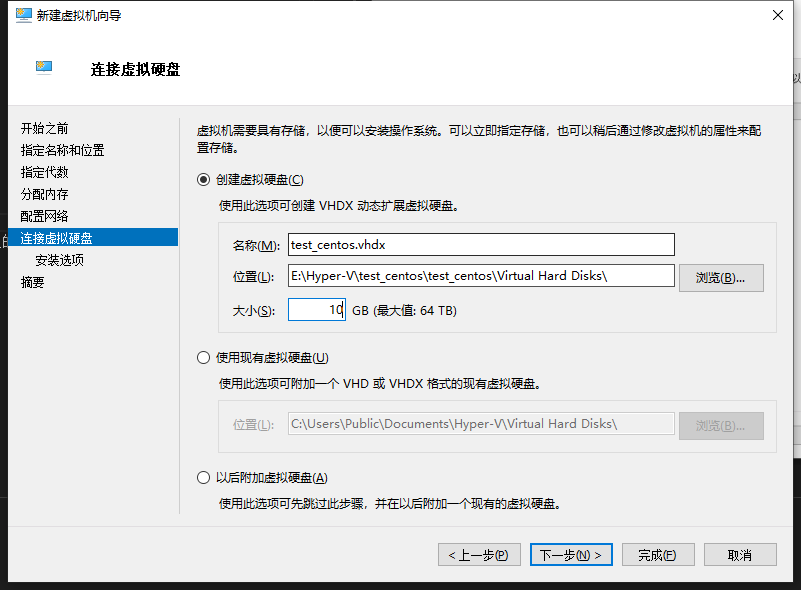 新建虚拟机向导
连接虚拟硬盘
开始之前
指定名称和位置
指定代数
分配内存
配置网络
连接虚拟硬盘
安装选项
摘要
虚拟机需要具有存储，以便可以安装操作系统。可以立即指定存储，也可以稍后通过修改虚拟机的属性来配
置存储。
创建虚拟硬盘(C)
使用此选项可创建 VHDX 动态扩展虚拟硬盘。
名称(M): test_centos.vhdx
位置(L): E:\Hyper-V\test_centos\test_centos\Virtual Hard Disks\ 浏览(B)...
大小(S): 10 GB (最大值: 64 TB)
使用现有虚拟硬盘(U)
使用此选项可附加一个 VHD 或 VHDX 格式的现有虚拟硬盘。
位置(L): C:\Users\Public\Documents\Hyper-V\Virtual Hard Disks\ 浏览(B)...
以后附加虚拟硬盘(A)
使用此选项可先跳过此步骤，并在以后附加一个现有的虚拟硬盘。
< 上一步(P) 下一步(N) > 完成(F) 取消